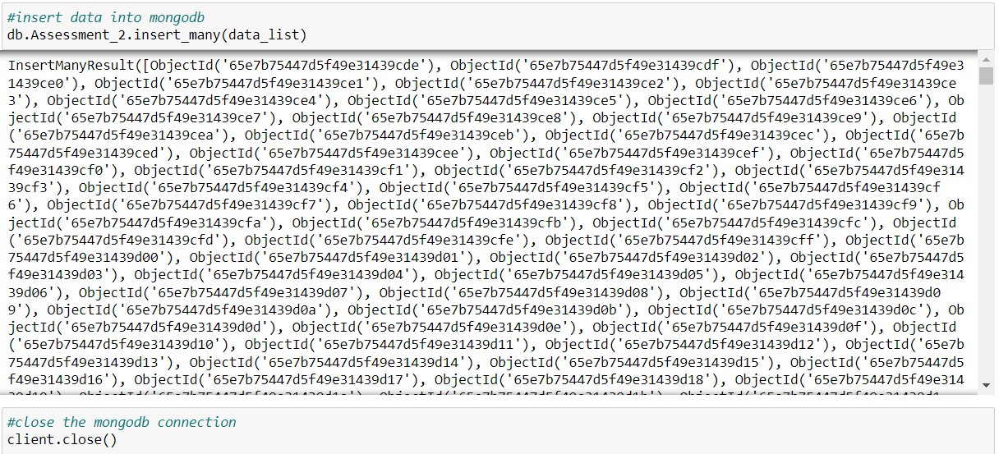 #insert data into mongodb
db.Assessment_2.insert_many(data_list)
InsertManyResult([ObjectId('65e7b75447d5f49e31439cde'), ObjectId('65e7b75447d5f49e31439cdf'), ObjectId('65e7b75447d5f49e3
1439ce0'), ObjectId('65e7b75447d5f49e31439ce1'), ObjectId('65e7b75447d5f49e31439ce2'), ObjectId('65e7b75447d5f49e31439ce
3'), ObjectId('65e7b75447d5f49e31439ce4'), ObjectId('65e7b75447d5f49e31439ce5'), ObjectId('65e7b75447d5f49e31439ce6'), Ob
jectId('65e7b75447d5f49e31439ce7'), ObjectId('65e7b75447d5f49e31439ce8'), ObjectId('65e7b75447d5f49e31439ce9'), ObjectId
('65e7b75447d5f49e31439cea'), ObjectId('65e7b75447d5f49e31439ceb'), ObjectId('65e7b75447d5f49e31439cec'), ObjectId('65e7b
75447d5f49e31439ced'), ObjectId('65e7b75447d5f49e31439cee'), ObjectId('65e7b75447d5f49e31439cef'), ObjectId('65e7b75447d5
f49e31439cf0'), ObjectId('65e7b75447d5f49e31439cf1'), ObjectId('65e7b75447d5f49e31439cf2'), ObjectId('65e7b75447d5f49e314
39cf3'), ObjectId('65e7b75447d5f49e31439cf4'), ObjectId('65e7b75447d5f49e31439cf5'), ObjectId('65e7b75447d5f49e31439cf
6'), ObjectId('65e7b75447d5f49e31439cf7'), ObjectId('65e7b75447d5f49e31439cf8'), ObjectId('65e7b75447d5f49e31439cf9'), Ob
jectId('65e7b75447d5f49e31439cfa'), ObjectId('65e7b75447d5f49e31439cfb'), ObjectId('65e7b75447d5f49e31439cfc'), ObjectId
('65e7b75447d5f49e31439cfd'), ObjectId('65e7b75447d5f49e31439cfe'), ObjectId('65e7b75447d5f49e31439cff'), ObjectId('65e7b
75447d5f49e31439d00'), ObjectId('65e7b75447d5f49e31439d01'), ObjectId('65e7b75447d5f49e31439d02'), ObjectId('65e7b75447d5
f49e31439d03'), ObjectId('65e7b75447d5f49e31439d04'), ObjectId('65e7b75447d5f49e31439d05'), ObjectId('65e7b75447d5f49e314
39d06'), ObjectId('65e7b75447d5f49e31439d07'), ObjectId('65e7b75447d5f49e31439d08'), ObjectId('65e7b75447d5f49e31439d0
9'), ObjectId('65e7b75447d5f49e31439d0a'), ObjectId('65e7b75447d5f49e31439d0b'), ObjectId('65e7b75447d5f49e31439d0c'), Ob
jectId('65e7b75447d5f49e31439d0d'), ObjectId('65e7b75447d5f49e31439d0e'), ObjectId('65e7b75447d5f49e31439d0f'), ObjectId
('65e7b75447d5f49e31439d10'), ObjectId('65e7b75447d5f49e31439d11'), ObjectId('65e7b75447d5f49e31439d12'), ObjectId('65e7b
75447d5f49e31439d13'), ObjectId('65e7b75447d5f49e31439d14'), ObjectId('65e7b75447d5f49e31439d15'), ObjectId('65e7b75447d5
f49e31439d16'), ObjectId('65e7b75447d5f49e31439d17'), ObjectId('65e7b75447d5f49e31439d18'), ObjectId('65e7b75447d5f49e314
#close the mongodb connection
client.close()